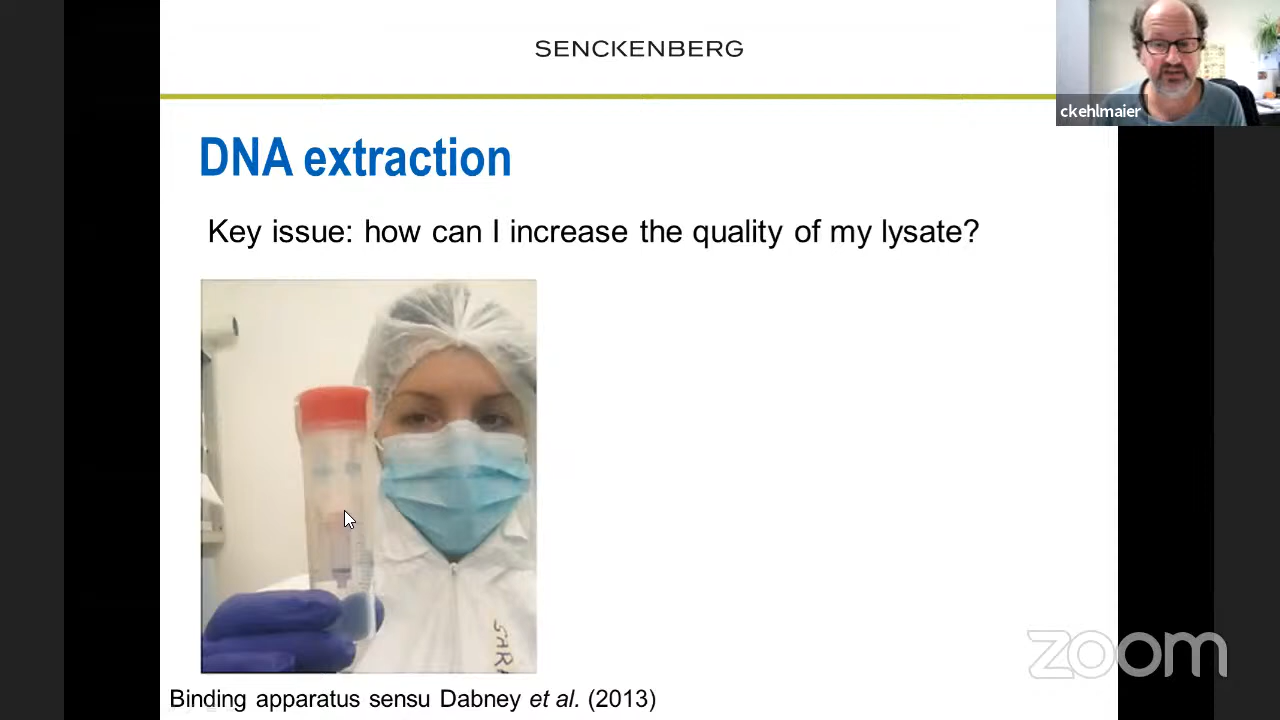 SENCKENBERG
ckehlmaier
DNA extraction
Key issue: how can I increase the quality of my lysate?
Binding apparatus sensu Dabney et al. (2013)
zoom